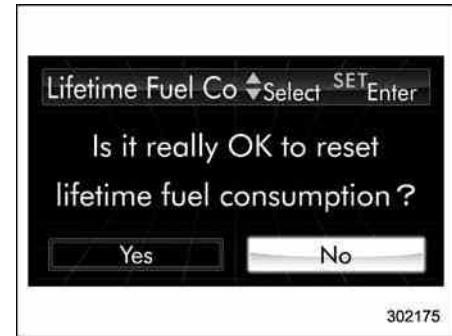 Lifetime Fuel Co Select SET Enter
Is it really OK to reset
lifetime fuel consumption ?
Yes No
302175